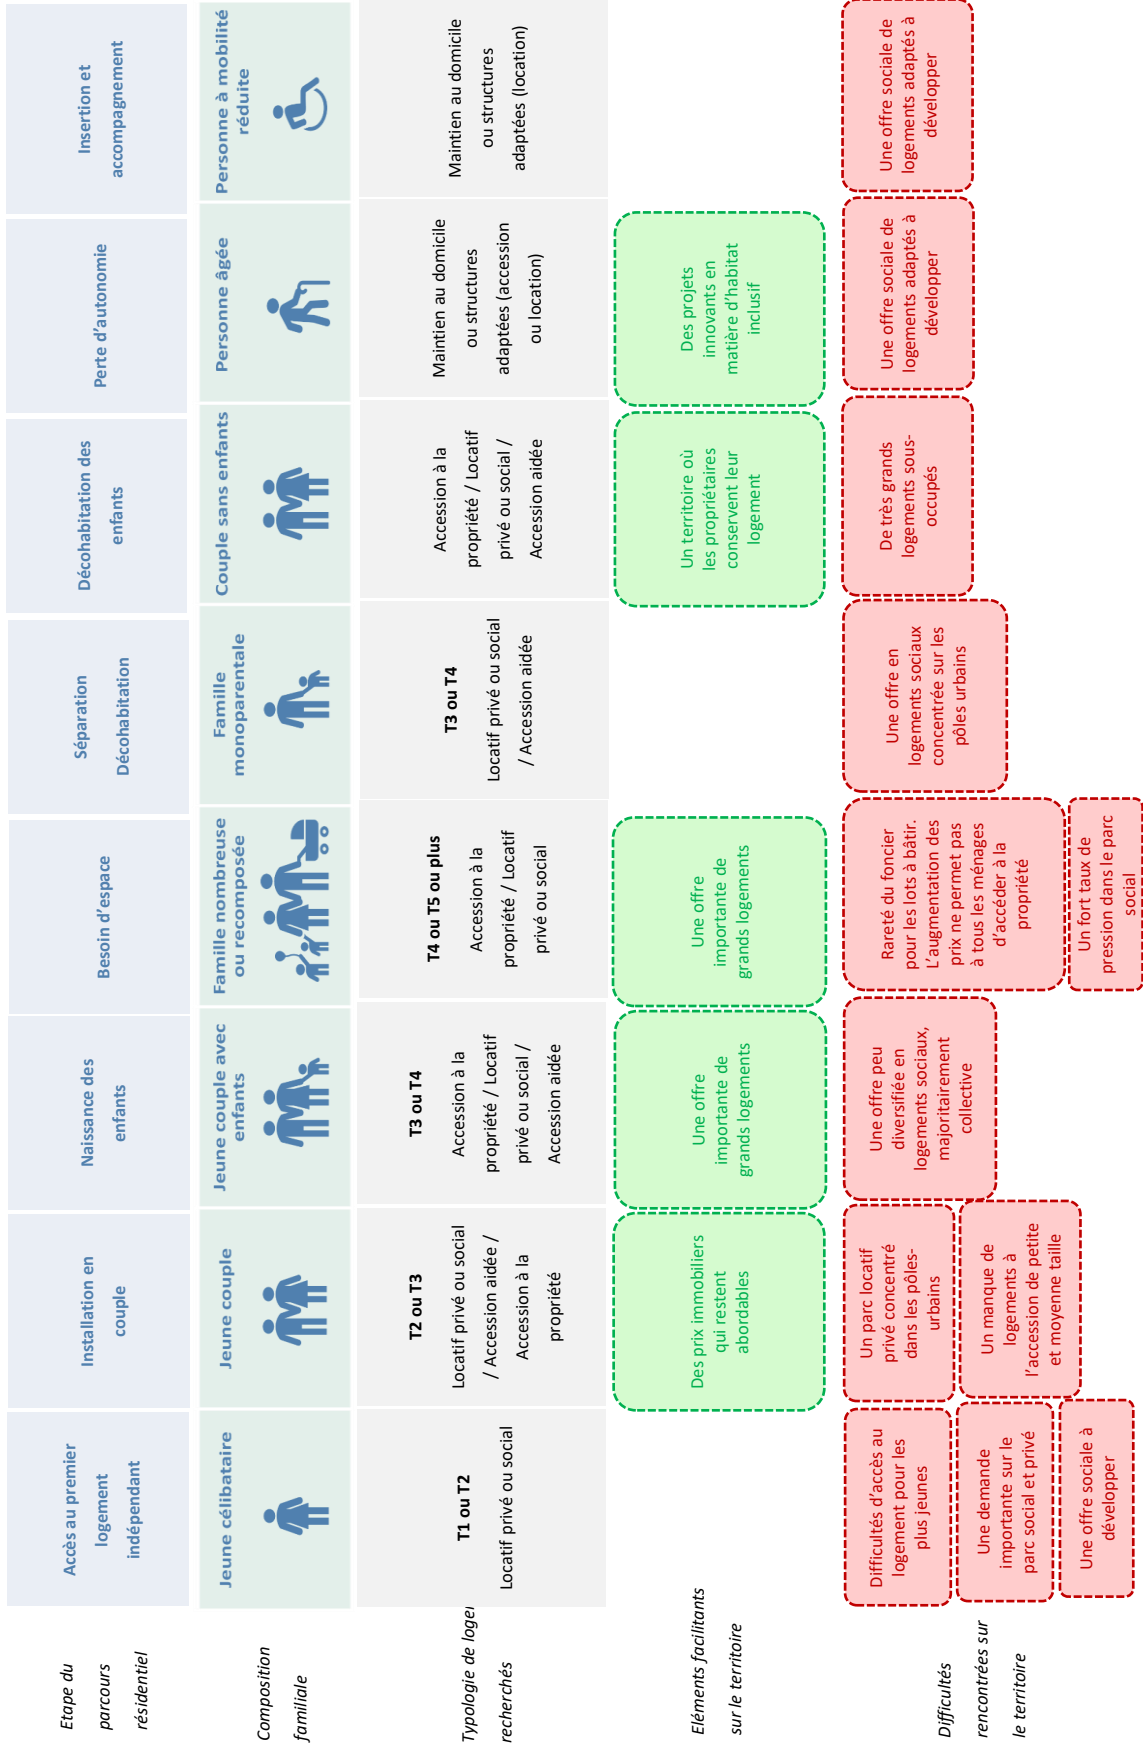 Etape du
parcours
résidentiel
Accès au premier
logement
indépendant
Installation en
couple
Naissance des
enfants
Besoin d’espace
Séparation
Décohabitation
Décohabitation des
enfants
Perte d’autonomie
Insertion et
accompagnement
Composition
familiale
Jeune célibataire
Jeune couple
Jeune couple avec
enfants
Famille nombreuse
ou recomposée
Famille
monoparentale
Couple sans enfants
Personne âgée
Personne à mobilité
réduite
Typologie de loge
recherchés
T1 ou T2
Locatif privé ou social
T2 ou T3
Locatif privé ou social
/ Accession aidée /
Accession à la
propriété
T3 ou T4
Accession à la
propriété / Locatif
privé ou social /
Accession aidée
T4 ou T5 ou plus
Accession à la
propriété / Locatif
privé ou social
T3 ou T4
Locatif privé ou social
/ Accession aidée
Accession à la
propriété / Locatif
privé ou social /
Accession aidée
Maintien au domicile
ou structures
adaptées (accession
ou location)
Maintien au domicile
ou structures
adaptées (location)
Eléments facilitants
sur le territoire
Des prix immobiliers
qui restent
abordables
Une offre
importante de
grands logements
Une offre
importante de
grands logements
Un territoire où
les propriétaires
conservent leur
logement
Des projets
innovants en
matière d’habitat
inclusif
Difficultés
rencontrées sur
le territoire
Difficultés d’accès au
logement pour les
plus jeunes
Une demande
importante sur le
parc social et privé
Une offre sociale à
développer
Un parc locatif
privé concentré
dans les pôles-
urbains
Un manque de
logements à
l’accession de petite
et moyenne taille
Une offre peu
diversifiée en
logements sociaux,
majoritairement
collective
Rareté du foncier
pour les lots à bâtir.
L’augmentation des
prix ne permet pas
à tous les ménages
d’accéder à la
propriété
Un fort taux de
pression dans le parc
social
Une offre en
logements sociaux
concentrée sur les
pôles urbains
De très grands
logements sous-
occupés
Une offre sociale de
logements adaptés à
développer
Une offre sociale de
logements adaptés à
développer